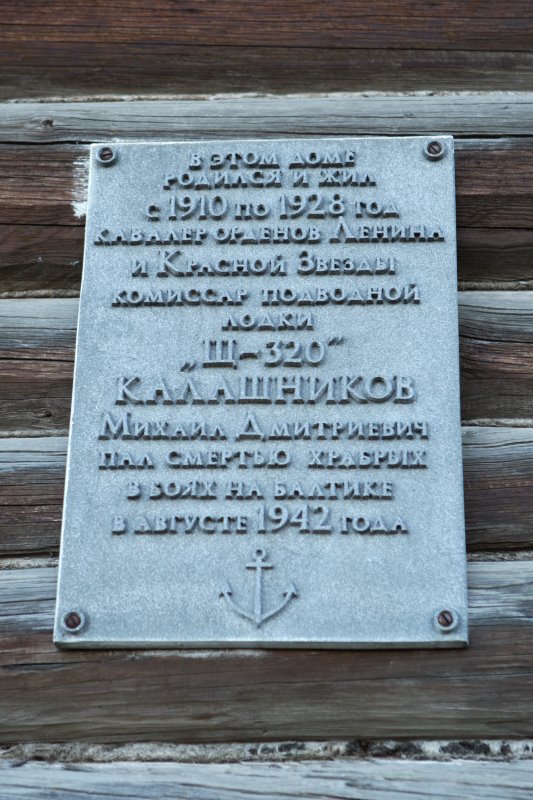 в этом доме
родился и жил
с 1910 по 1928 год
кавалер орденов Ленина
и Красной Звезды
комиссар подводной
лодки
„Щ-320“
КАЛАШНИКОВ
Михаил Дмитриевич
пал смертью храбрых
в боях на балтике
в августе 1942 года